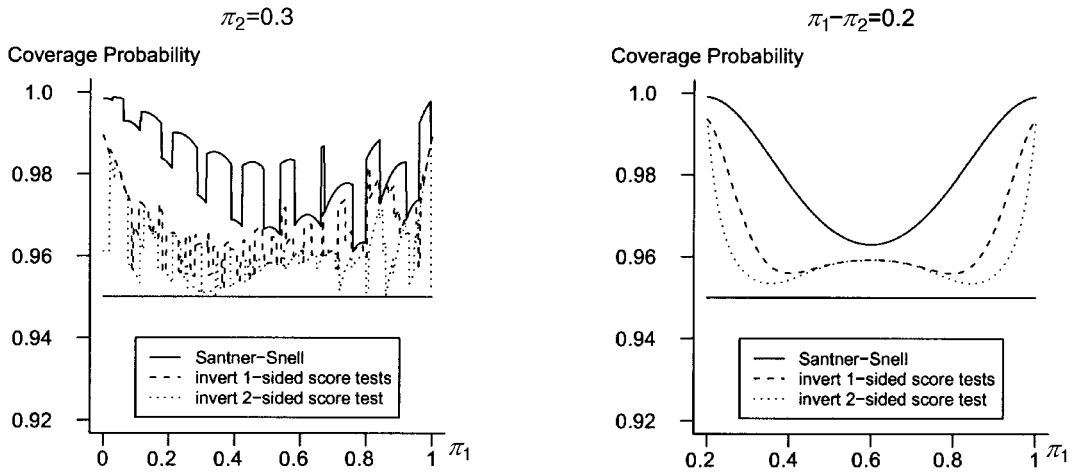 π2=0.3
Coverage Probability
1.0
0.98
0.96
0.94
0.92
Santner−Snell
invert 1−sided score tests
invert 2−sided score test
0 0.2 0.4 0.6 0.8 1 π1
π1−π2=0.2
Coverage Probability
1.0
0.98
0.96
0.94
0.92
Santner−Snell
invert 1−sided score tests
invert 2−sided score test
0.2 0.4 0.6 0.8 1 π1